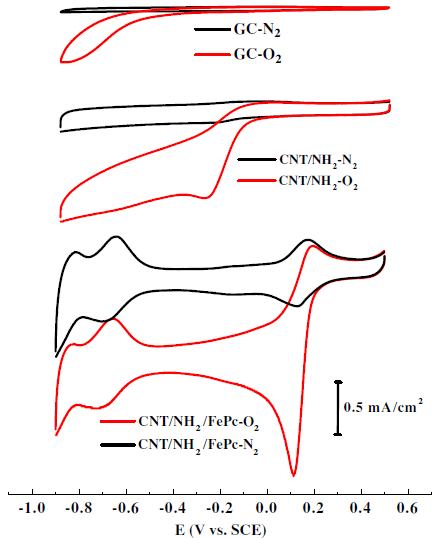 GC-N₂
GC-O₂
CNT/NH₂-N₂
CNT/NH₂-O₂
0.5 mA/cm²
CNT/NH₂/FePc-O₂
CNT/NH₂/FePc-N₂
-1.0 -0.8 -0.6 -0.4 -0.2 0.0 0.2 0.4 0.6
E (V vs. SCE)